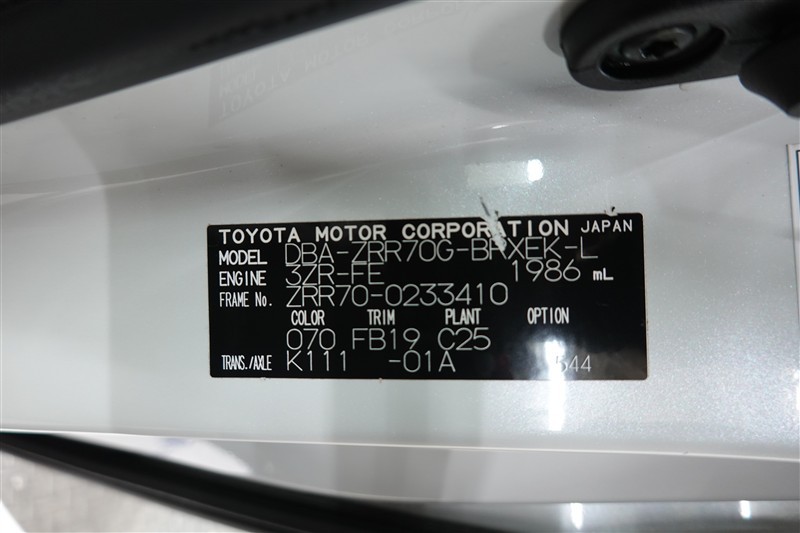 TOYOTA MOTOR CORPORATION JAPAN
MODEL DBA-ZRR70G-BRXEK-L
ENGINE 3ZR-FE 1986 mL
FRAME No. ZRR70-0233410
COLOR TRIM PLANT OPTION
070 FB19 C25
TRANS./AXLE K111 -01A 544